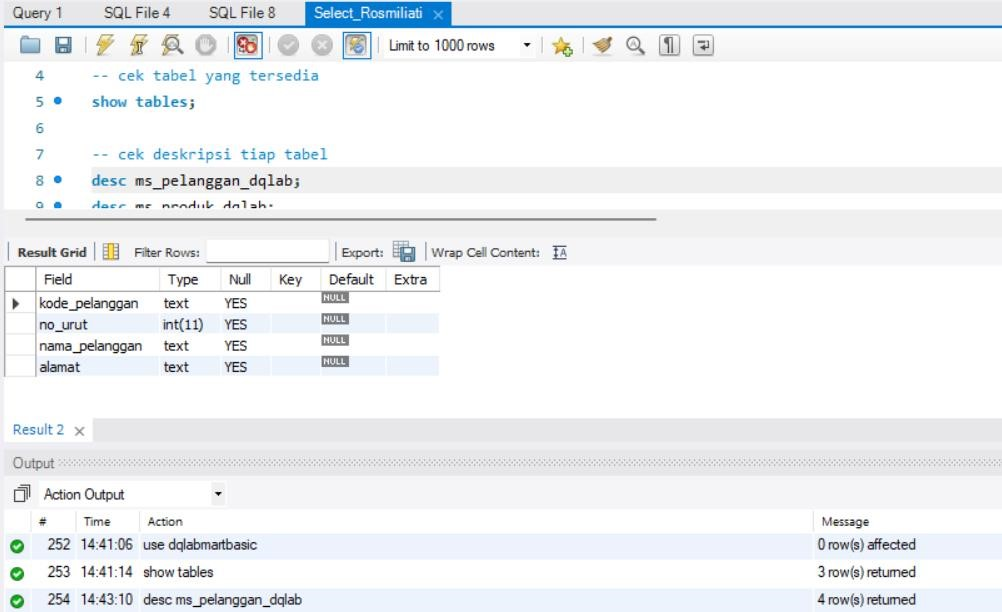 Query 1 SQL File 4 SQL File 8 Select_Rosmiliati
Limit to 1000 rows
4 -- cek tabel yang tersedia
5 show tables;
6
7 -- cek deskripsi tiap tabel
8 desc ms_pelanggan_dqlab;
9 desc ms_produk_dqlab;
Result Grid Filter Rows: Export: Wrap Cell Content:
Field Type Null Key Default Extra
kode_pelanggan text YES NULL
no_urut int(11) YES NULL
nama_pelanggan text YES NULL
alamat text YES NULL
Result 2
Output
Action Output
# Time Action Message
252 14:41:06 use dqlabmartbasic 0 row(s) affected
253 14:41:14 show tables 3 row(s) returned
254 14:43:10 desc ms_pelanggan_dqlab 4 row(s) returned